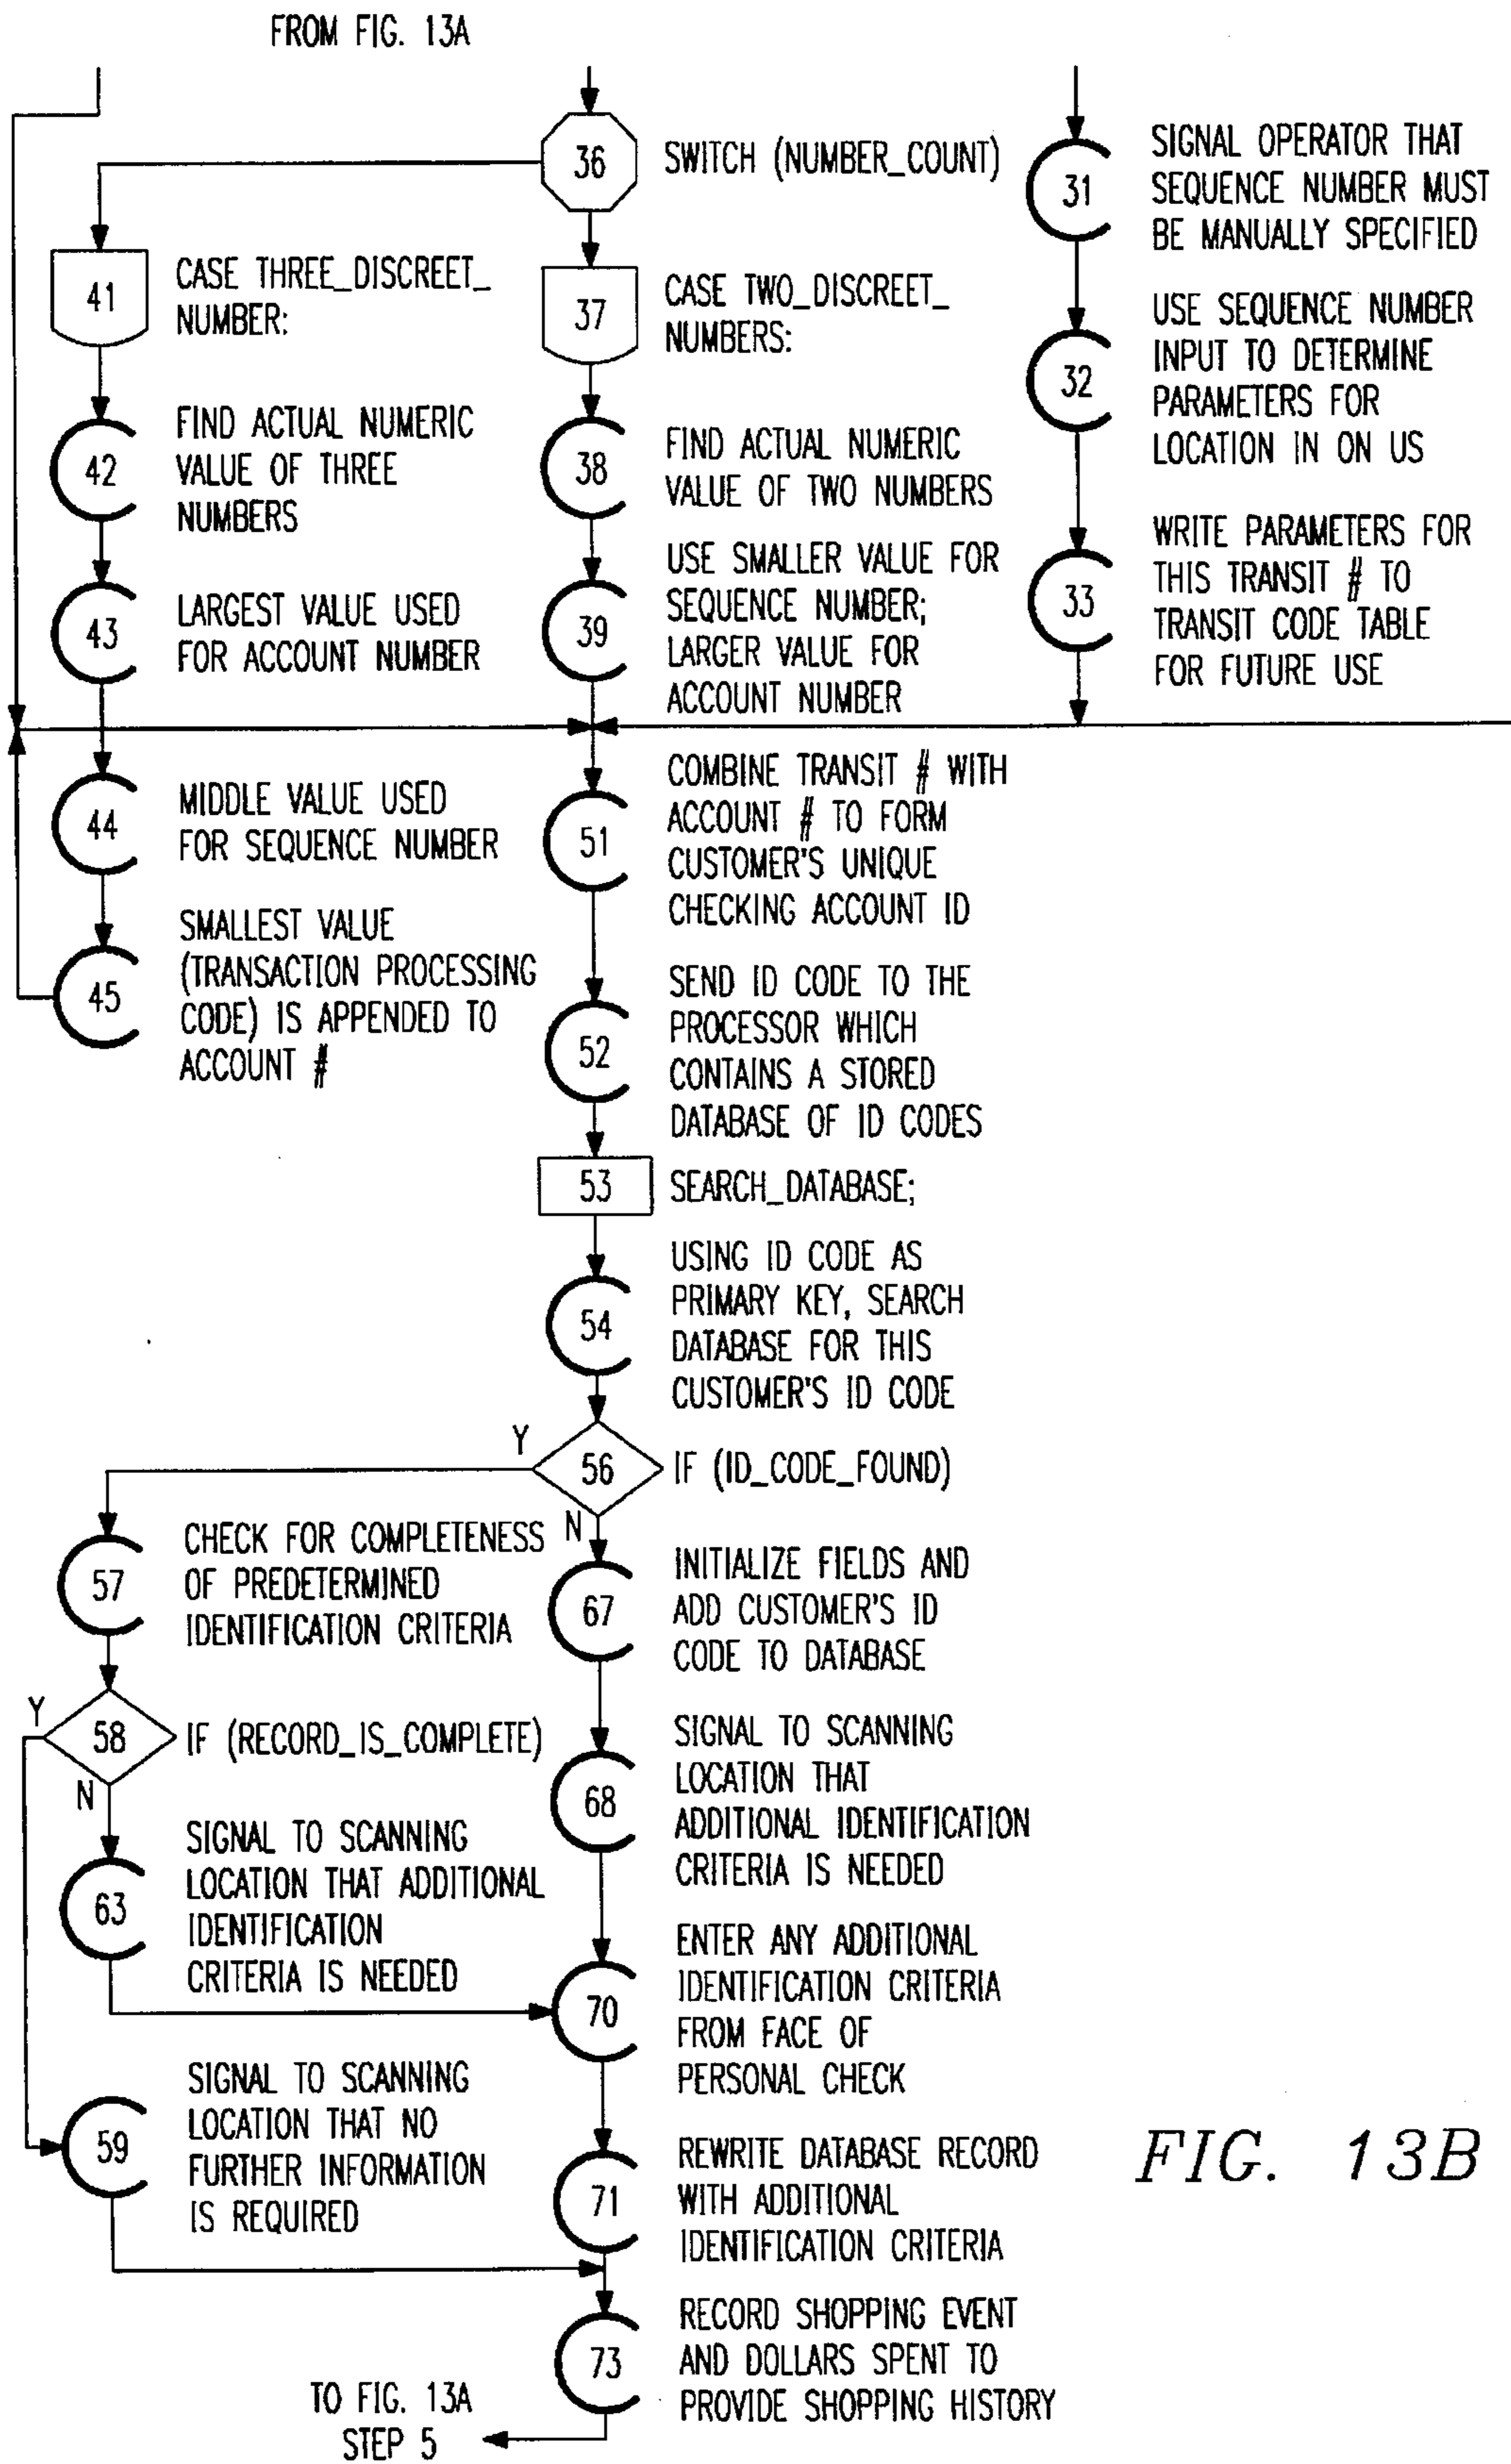 FROM FIG. 13A
36
SWITCH (NUMBER_COUNT)
41
CASE THREE_DISCREET_
NUMBER:
42
FIND ACTUAL NUMERIC
VALUE OF THREE
NUMBERS
43
LARGEST VALUE USED
FOR ACCOUNT NUMBER
44
MIDDLE VALUE USED
FOR SEQUENCE NUMBER
45
SMALLEST VALUE
(TRANSACTION PROCESSING
CODE) IS APPENDED TO
ACCOUNT #
37
CASE TWO_DISCREET_
NUMBERS:
38
FIND ACTUAL NUMERIC
VALUE OF TWO NUMBERS
39
USE SMALLER VALUE FOR
SEQUENCE NUMBER;
LARGER VALUE FOR
ACCOUNT NUMBER
31
SIGNAL OPERATOR THAT
SEQUENCE NUMBER MUST
BE MANUALLY SPECIFIED
32
USE SEQUENCE NUMBER
INPUT TO DETERMINE
PARAMETERS FOR
LOCATION IN ON US
33
WRITE PARAMETERS FOR
THIS TRANSIT # TO
TRANSIT CODE TABLE
FOR FUTURE USE
51
COMBINE TRANSIT # WITH
ACCOUNT # TO FORM
CUSTOMER'S UNIQUE
CHECKING ACCOUNT ID
52
SEND ID CODE TO THE
PROCESSOR WHICH
CONTAINS A STORED
DATABASE OF ID CODES
53
SEARCH_DATABASE;
54
USING ID CODE AS
PRIMARY KEY, SEARCH
DATABASE FOR THIS
CUSTOMER'S ID CODE
Y
56
IF (ID_CODE_FOUND)
N
57
CHECK FOR COMPLETENESS
OF PREDETERMINED
IDENTIFICATION CRITERIA
Y
58
IF (RECORD_IS_COMPLETE)
N
63
SIGNAL TO SCANNING
LOCATION THAT ADDITIONAL
IDENTIFICATION
CRITERIA IS NEEDED
59
SIGNAL TO SCANNING
LOCATION THAT NO
FURTHER INFORMATION
IS REQUIRED
67
INITIALIZE FIELDS AND
ADD CUSTOMER'S ID
CODE TO DATABASE
68
SIGNAL TO SCANNING
LOCATION THAT
ADDITIONAL IDENTIFICATION
CRITERIA IS NEEDED
70
ENTER ANY ADDITIONAL
IDENTIFICATION CRITERIA
FROM FACE OF
PERSONAL CHECK
71
REWRITE DATABASE RECORD
WITH ADDITIONAL
IDENTIFICATION CRITERIA
73
RECORD SHOPPING EVENT
AND DOLLARS SPENT TO
PROVIDE SHOPPING HISTORY
TO FIG. 13A
STEP 5
FIG. 13B